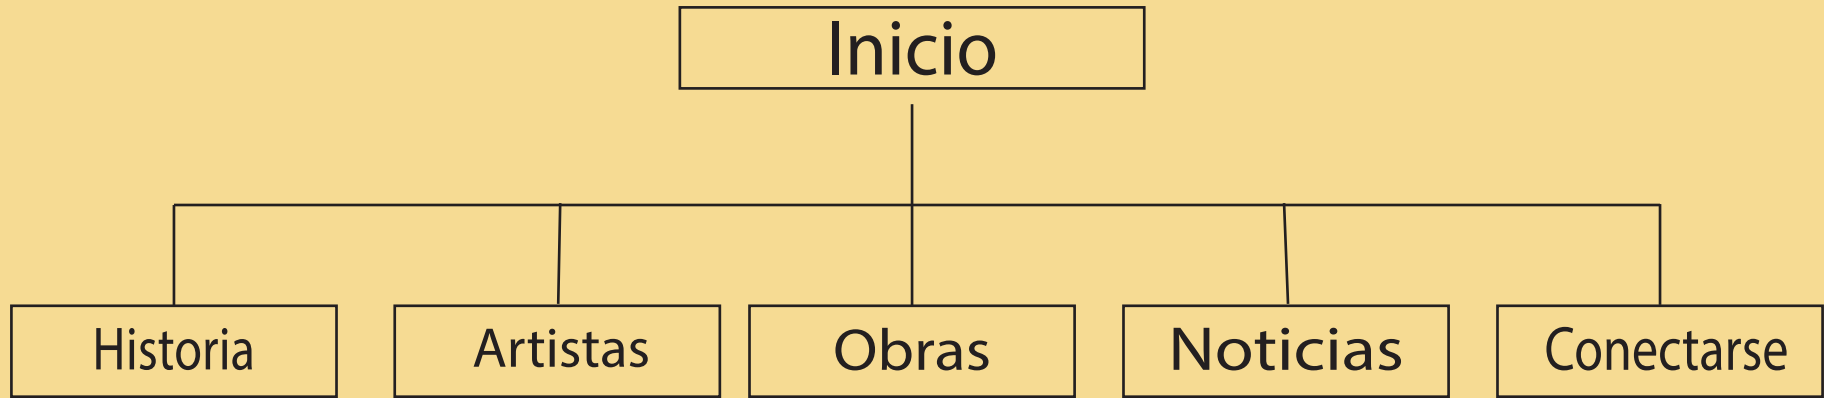 Inicio
Historia
Artistas
Obras
Noticias
Conectarse